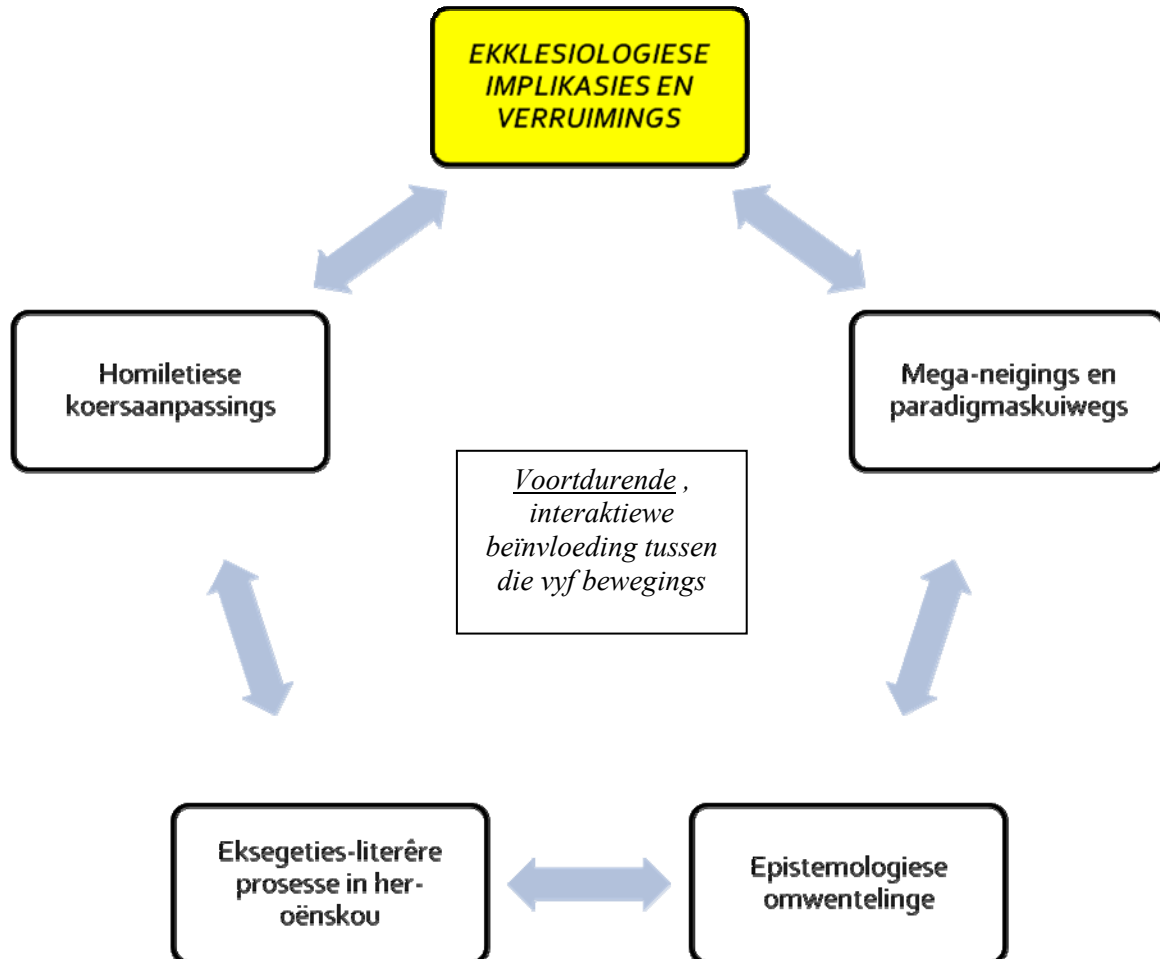 EKKLESIOLOGIESE
IMPLIKASIES EN
VERRUIMINGS
Homiletiese
koersaanpassings
Mega-neigings en
paradigmaskuiwegs
Voortdurende ,
interaktiewe
beïnvloeding tussen
die vyf bewegings
Eksegeties-literêre
prosesse in her-
oënskou
Epistemologiese
omwentelinge